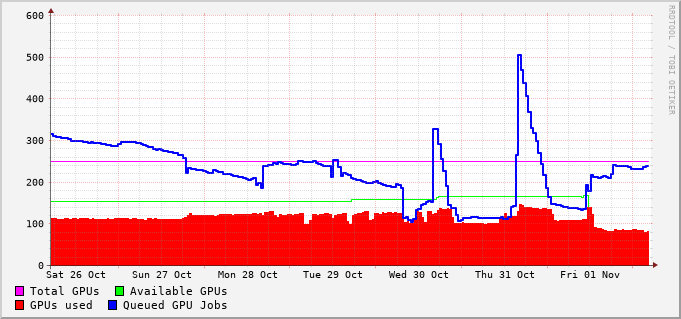 600
500
400
300
200
100
0
Sat 26 Oct Sun 27 Oct Mon 28 Oct Tue 29 Oct Wed 30 Oct Thu 31 Oct Fri 01 Nov
Total GPUs Available GPUs
GPUs used Queued GPU Jobs
RRDTOOL / TOBI OETIKER